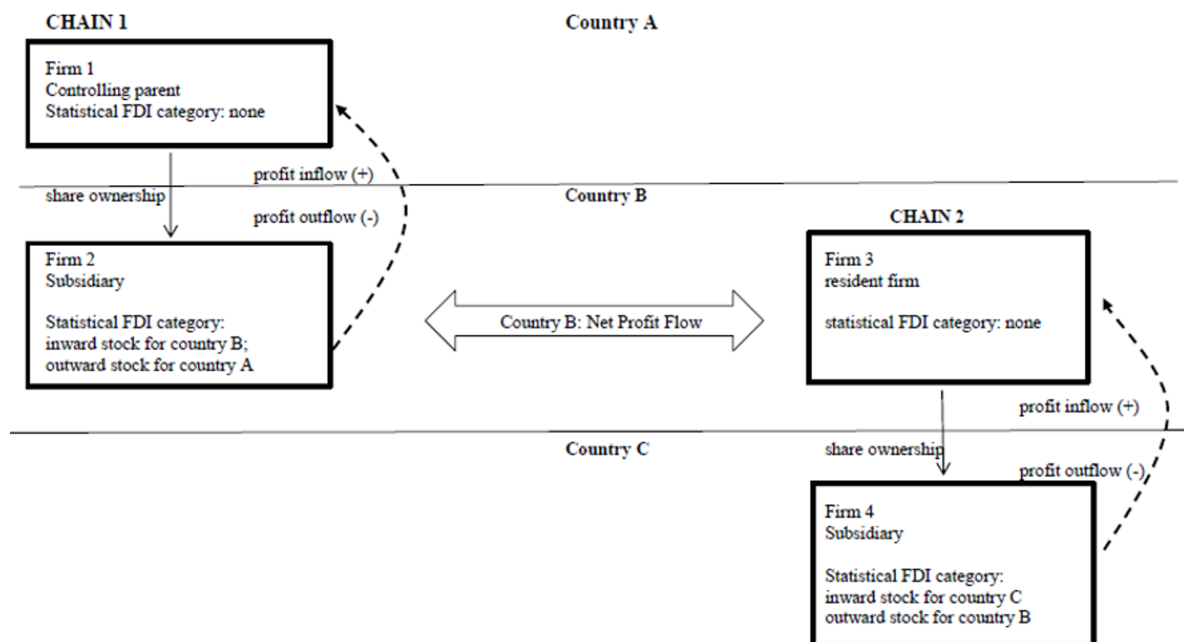 CHAIN 1
Country A
Firm 1
Controlling parent
Statistical FDI category: none
profit inflow (+)
share ownership
Country B
profit outflow (-)
CHAIN 2
Firm 2
Subsidiary
Statistical FDI category:
inward stock for country B;
outward stock for country A
Country B: Net Profit Flow
Firm 3
resident firm
statistical FDI category: none
profit inflow (+)
Country C
share ownership
profit outflow (-)
Firm 4
Subsidiary
Statistical FDI category:
inward stock for country C
outward stock for country B